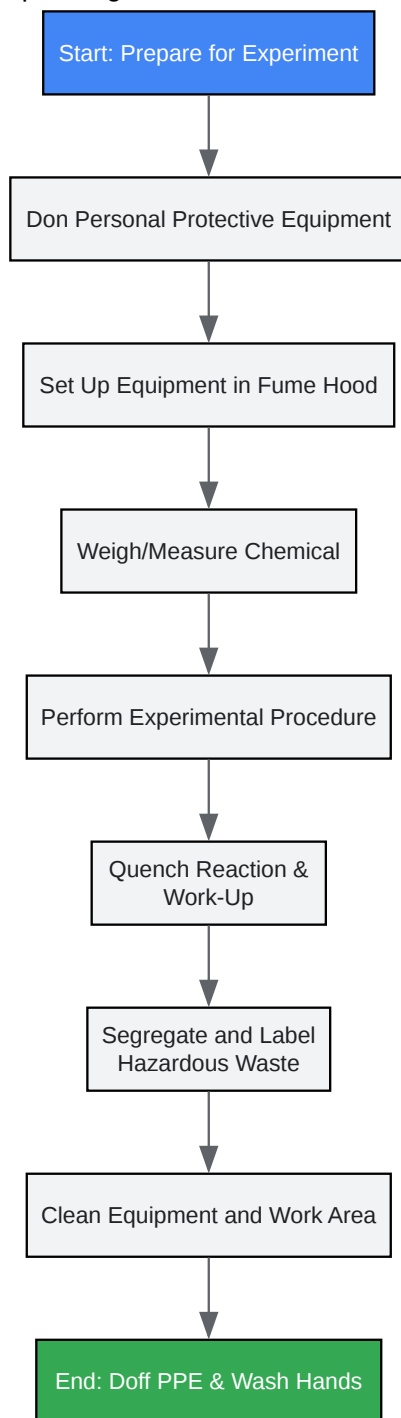 Start: Prepare for Experiment
Don Personal Protective Equipment
Set Up Equipment in Fume Hood
Weigh/Measure Chemical
Perform Experimental Procedure
Quench Reaction &
Work-Up
Segregate and Label
Hazardous Waste
Clean Equipment and Work Area
End: Doff PPE & Wash Hands